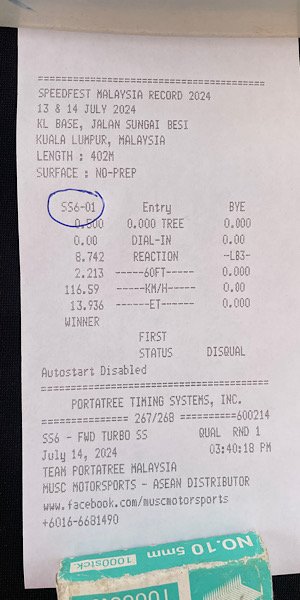 ==========================================
SPEEDFEST MALAYSIA RECORD 2024
13 & 14 JULY 2024
KL BASE, JALAN SUNGAI BESI
KUALA LUMPUR, MALAYSIA
LENGTH : 402M
SURFACE : NO-PREP
SS6-01 Entry BYE
0.500 0.000 TREE 0.000
0.00 DIAL-IN 0.00
8.742 REACTION -LB3-
2.213 ------60FT------ 0.000
116.59 ------KM/H------ 0.00
13.936 ------ET------ 0.000
WINNER
FIRST
STATUS DISQUAL
Autostart Disabled
==========================================
PORTATREE TIMING SYSTEMS, INC.
=============== 267/268 ==========600214
SS6 - FWD TURBO SS QUAL RND 1
July 14, 2024 03:40:18 PM
TEAM PORTATREE MALAYSIA
MUSC MOTORSPORTS - ASEAN DISTRIBUTOR
www.facebook.com/muscmotorsports
+6016-6681490
NO.10 5mm
1000stck